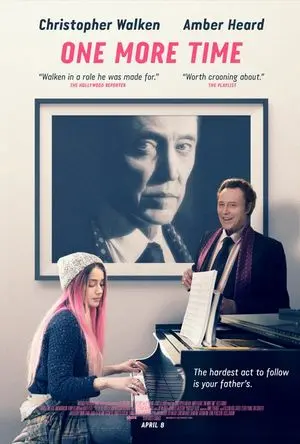 Christopher Walken Amber Heard
ONE MORE TIME
“Walken in a role he was made for.” “Worth crooning about.”
THE HOLLYWOOD REPORTER THE PLAYLIST
The hardest act to follow
is your father’s.
APRIL 8